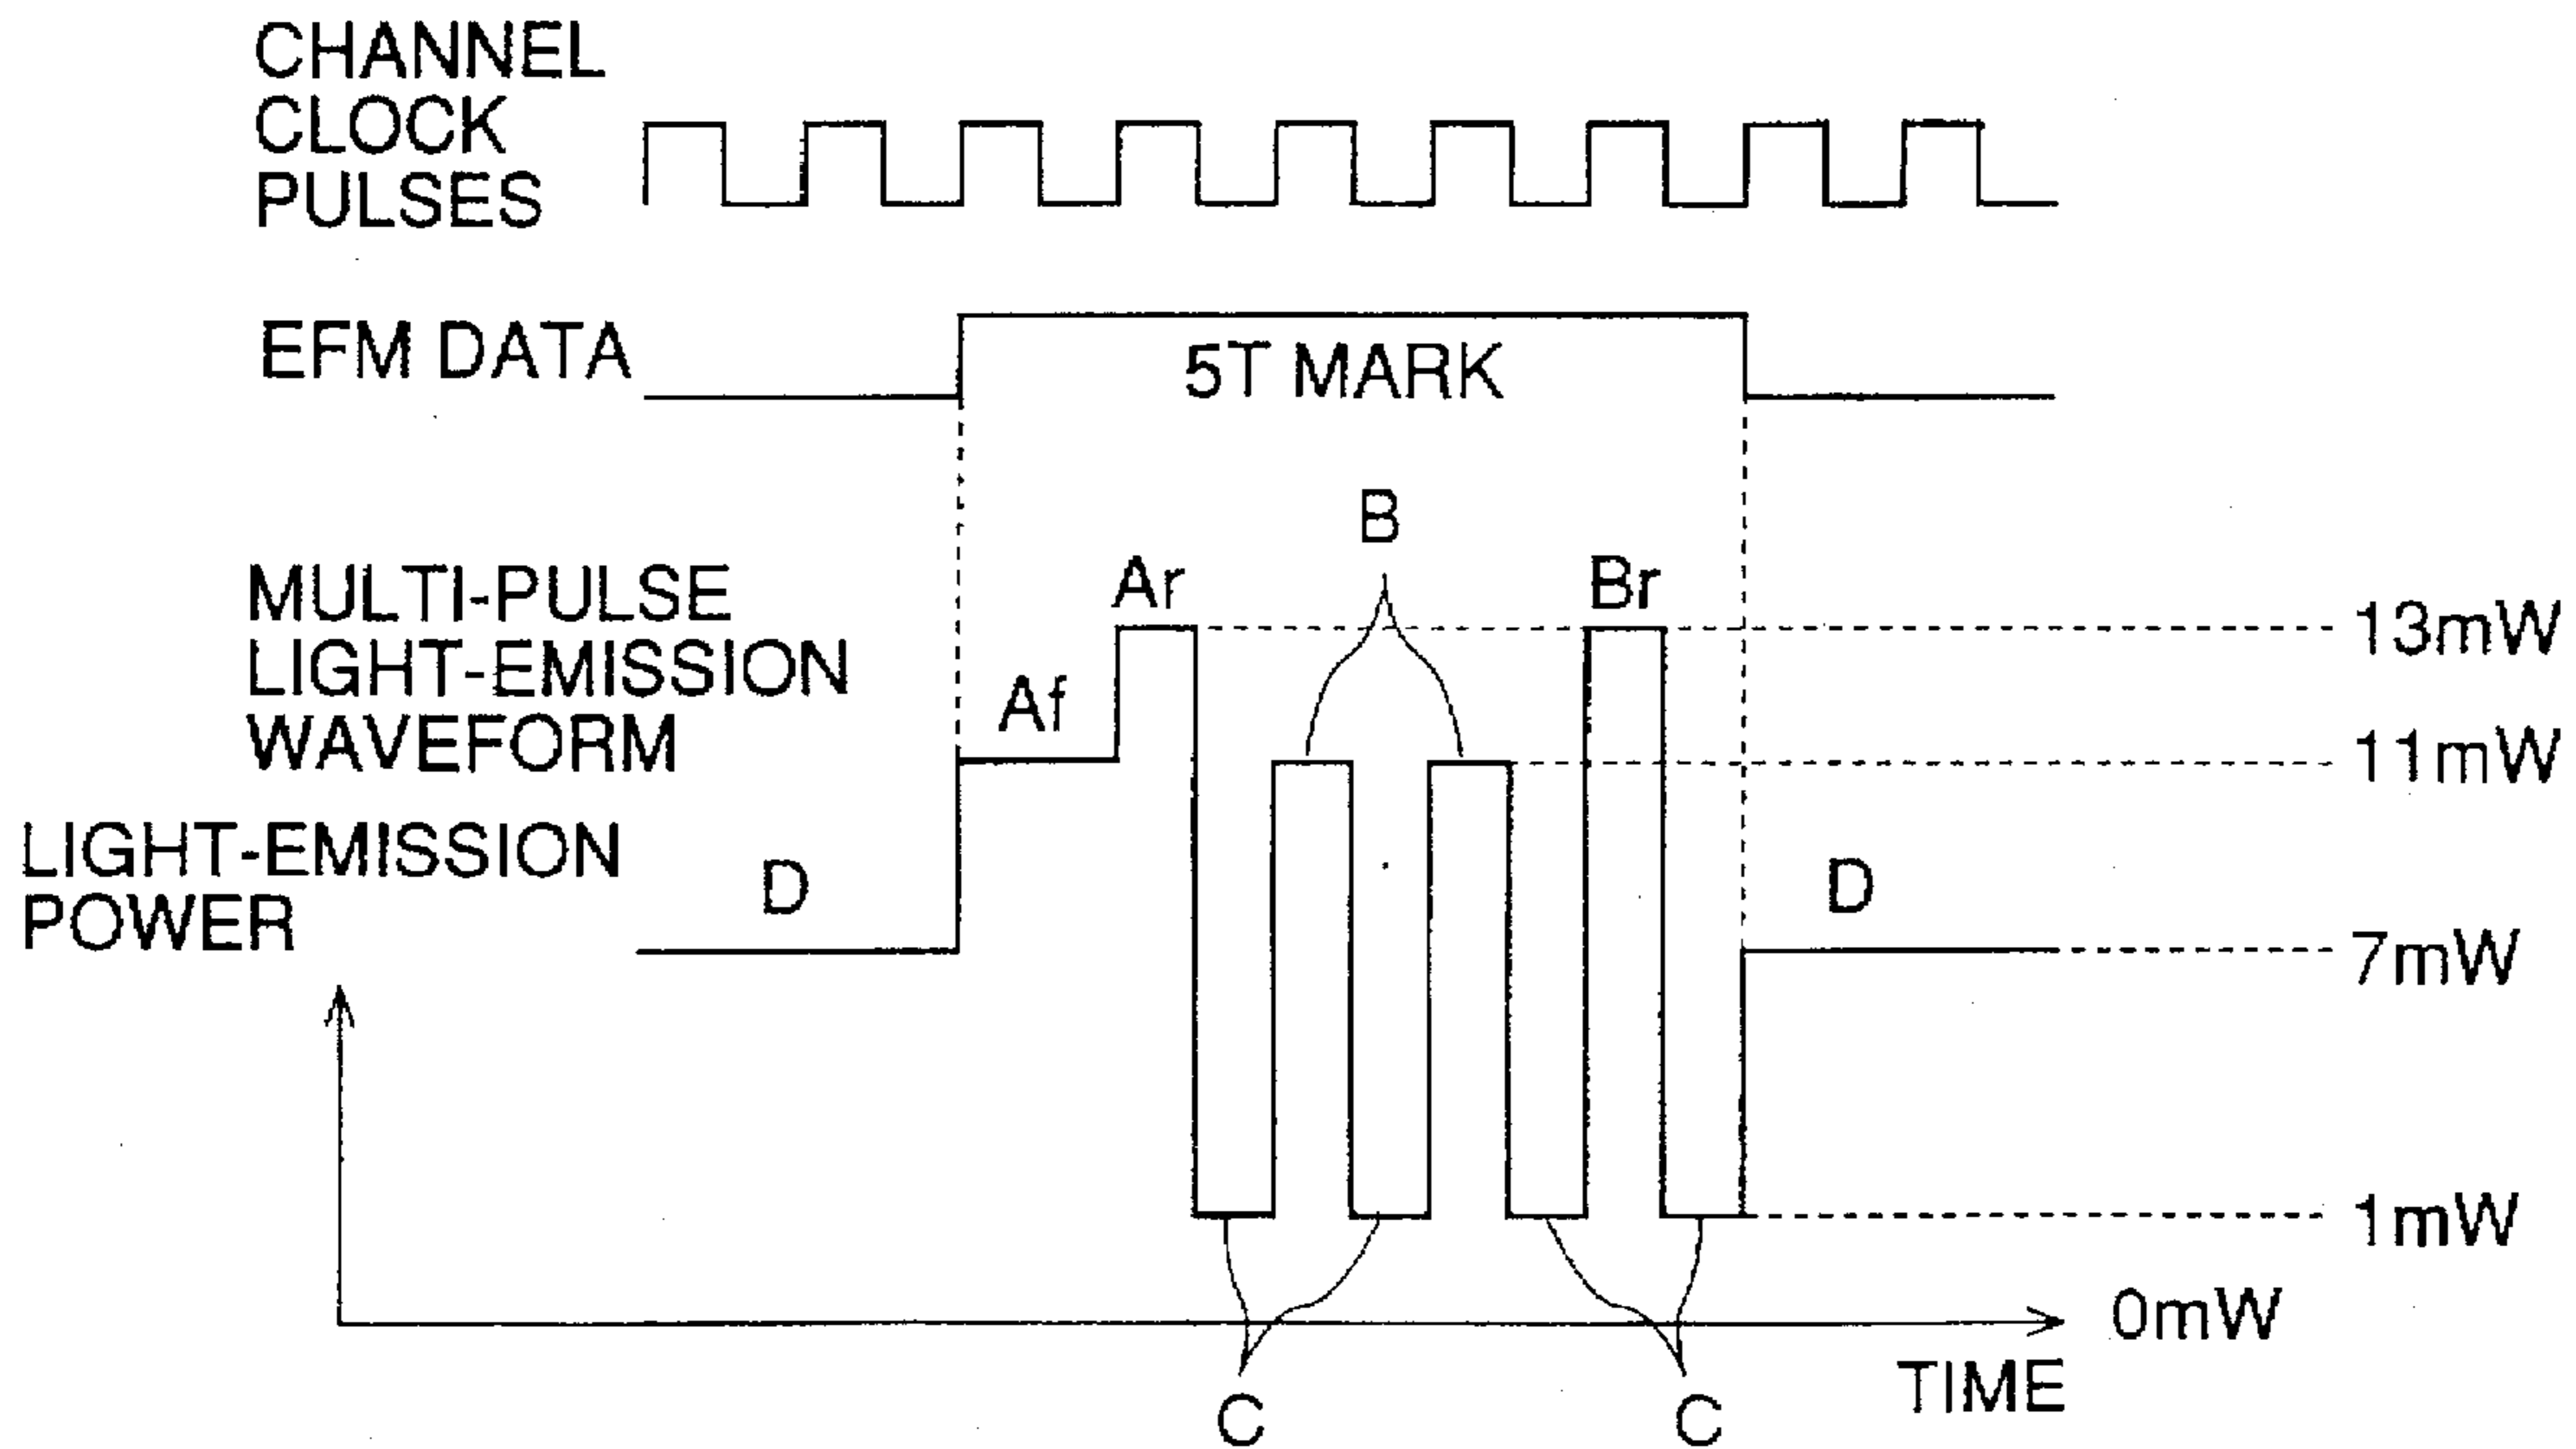 CHANNEL
CLOCK
PULSES
EFM DATA
5T MARK
B
Ar
Br
MULTI-PULSE
LIGHT-EMISSION
WAVEFORM
13mW
Af
11mW
LIGHT-EMISSION
POWER
D
D
7mW
1mW
0mW
TIME
C
C